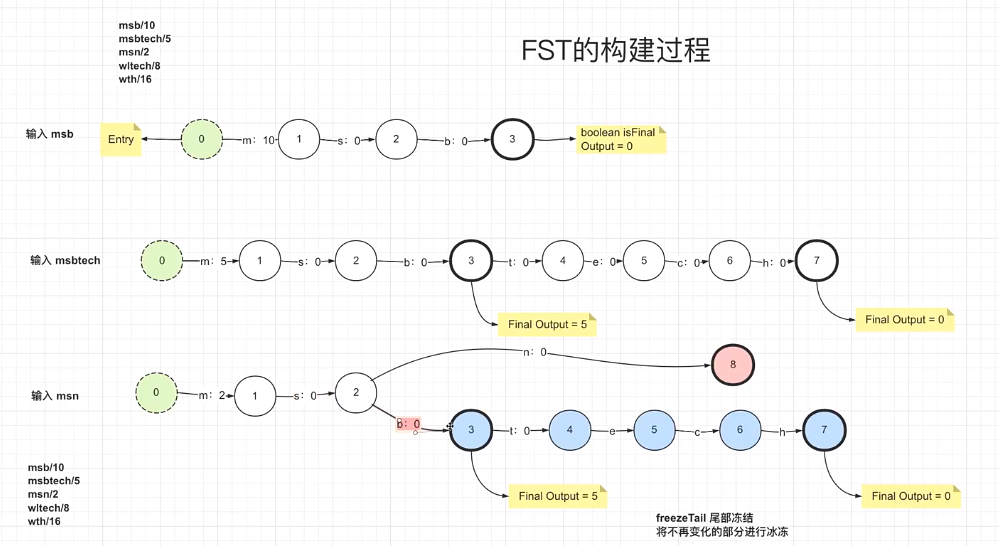 msb/10
msbtech/5
msn/2
wltech/8
wth/16
FST的构建过程
输入 msb
Entry
0
m: 10
1
s: 0
2
b: 0
3
boolean isFinal
Output = 0
输入 msbtech
0
m: 5
1
s: 0
2
b: 0
3
t: 0
4
e: 0
5
c: 0
6
h: 0
7
Final Output = 5
Final Output = 0
n: 0
8
输入 msn
0
m: 2
1
s: 0
2
b: 0
3
t: 0
4
e
5
c
6
h
7
msb/10
msbtech/5
msn/2
wltech/8
wth/16
Final Output = 5
Final Output = 0
freezeTail 尾部冻结
将不再变化的部分进行冰冻